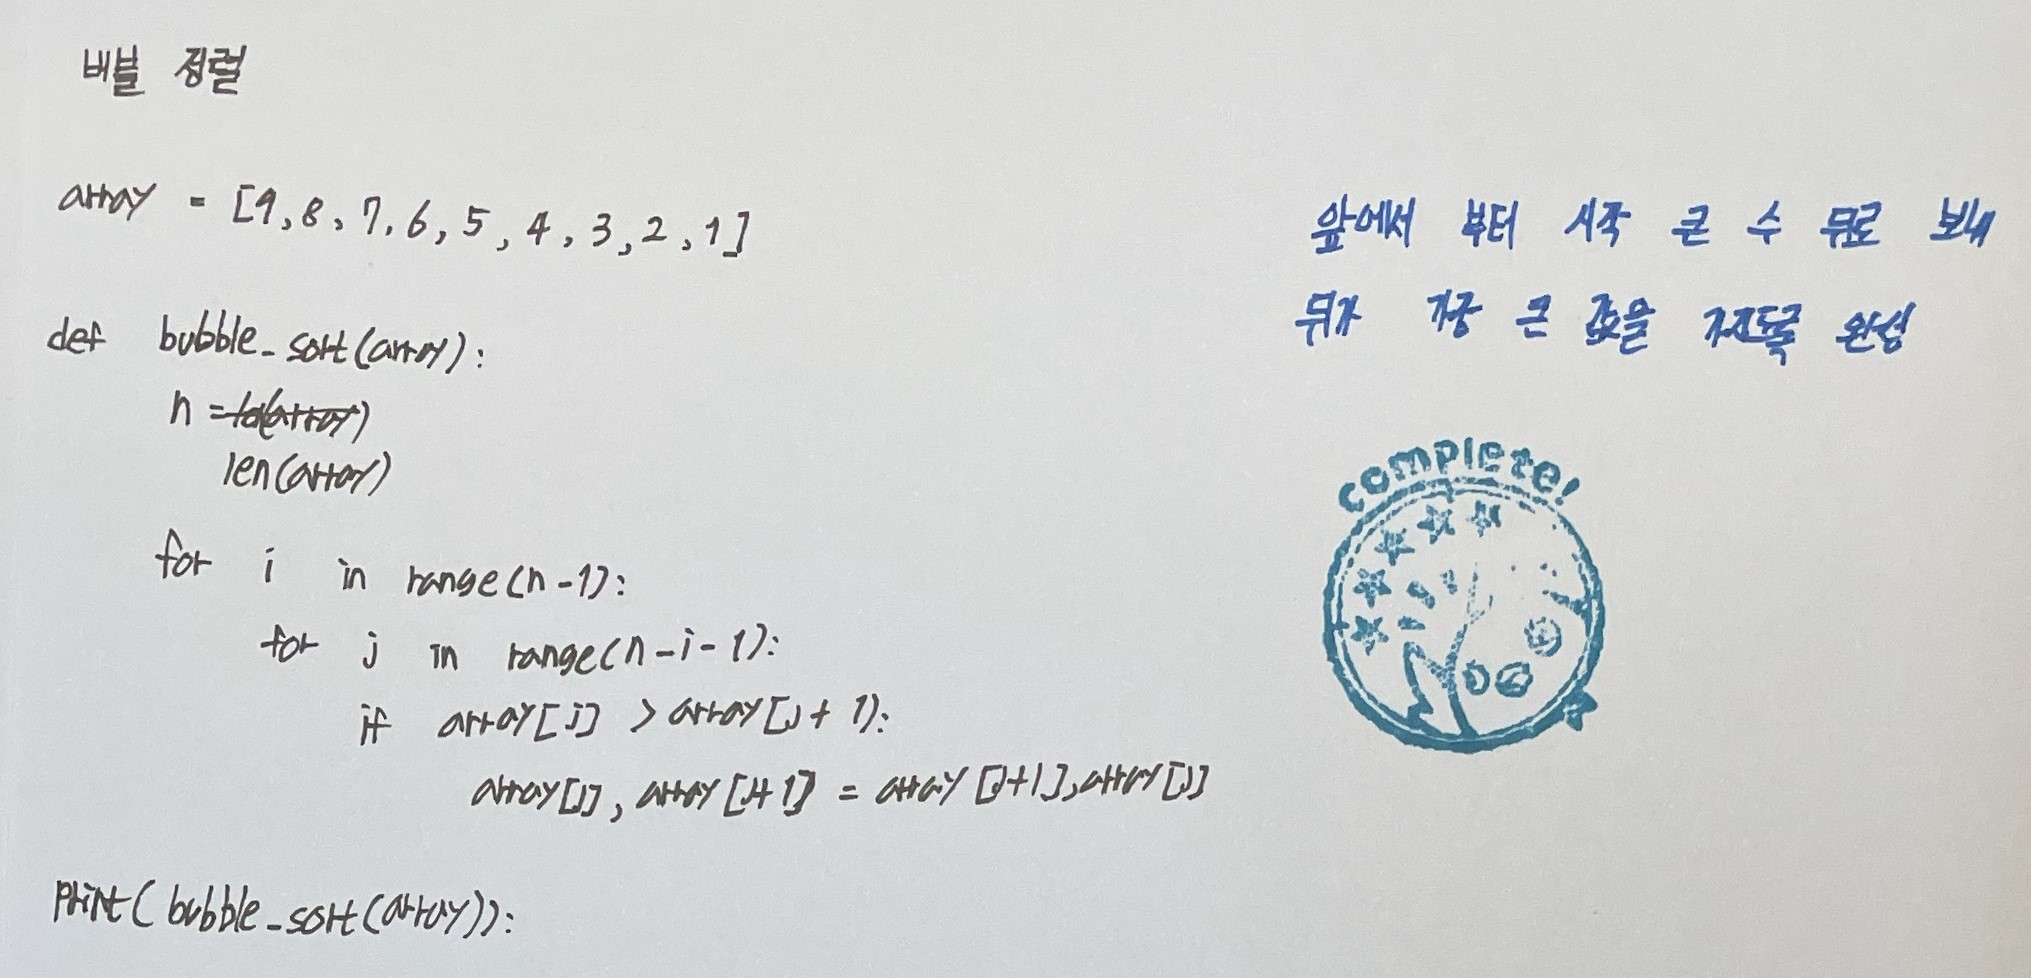 버블 정렬
array = [9,8,7,6,5,4,3,2,1]
def bubble_sort(array):
n =
len(array)
for i in range(n-1):
for j in range(n-i-1):
if array[j] > array[j+1):
array[j], array[j+1] = array[j+1], array[j]
print(bubble_sort(array)):
앞에서 부터 시작 큰 수 뒤로 보내
뒤가 가장 큰 값을 가지도록 완성
complete!